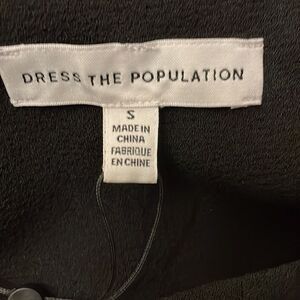 DRESS THE POPULATION
S
MADE IN
CHINA
FABRIQUE
EN CHINE